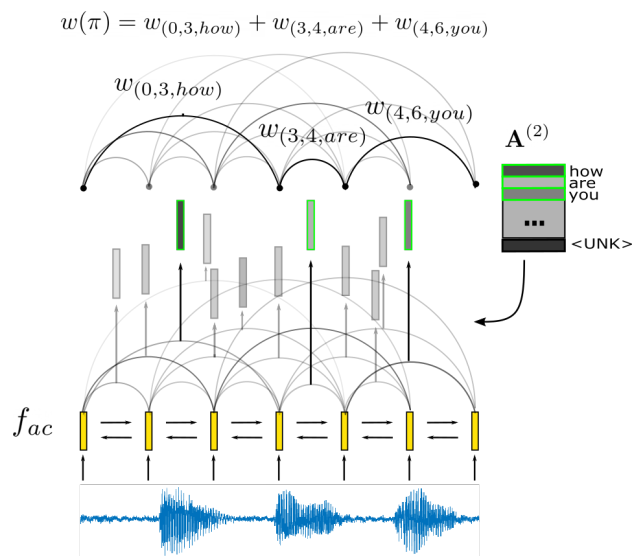 w(π) = w(0,3,how) + w(3,4,are) + w(4,6,you)
w(0,3,how)
w(3,4,are)
w(4,6,you)
A(2)
how
are
you
...
<UNK>
fac